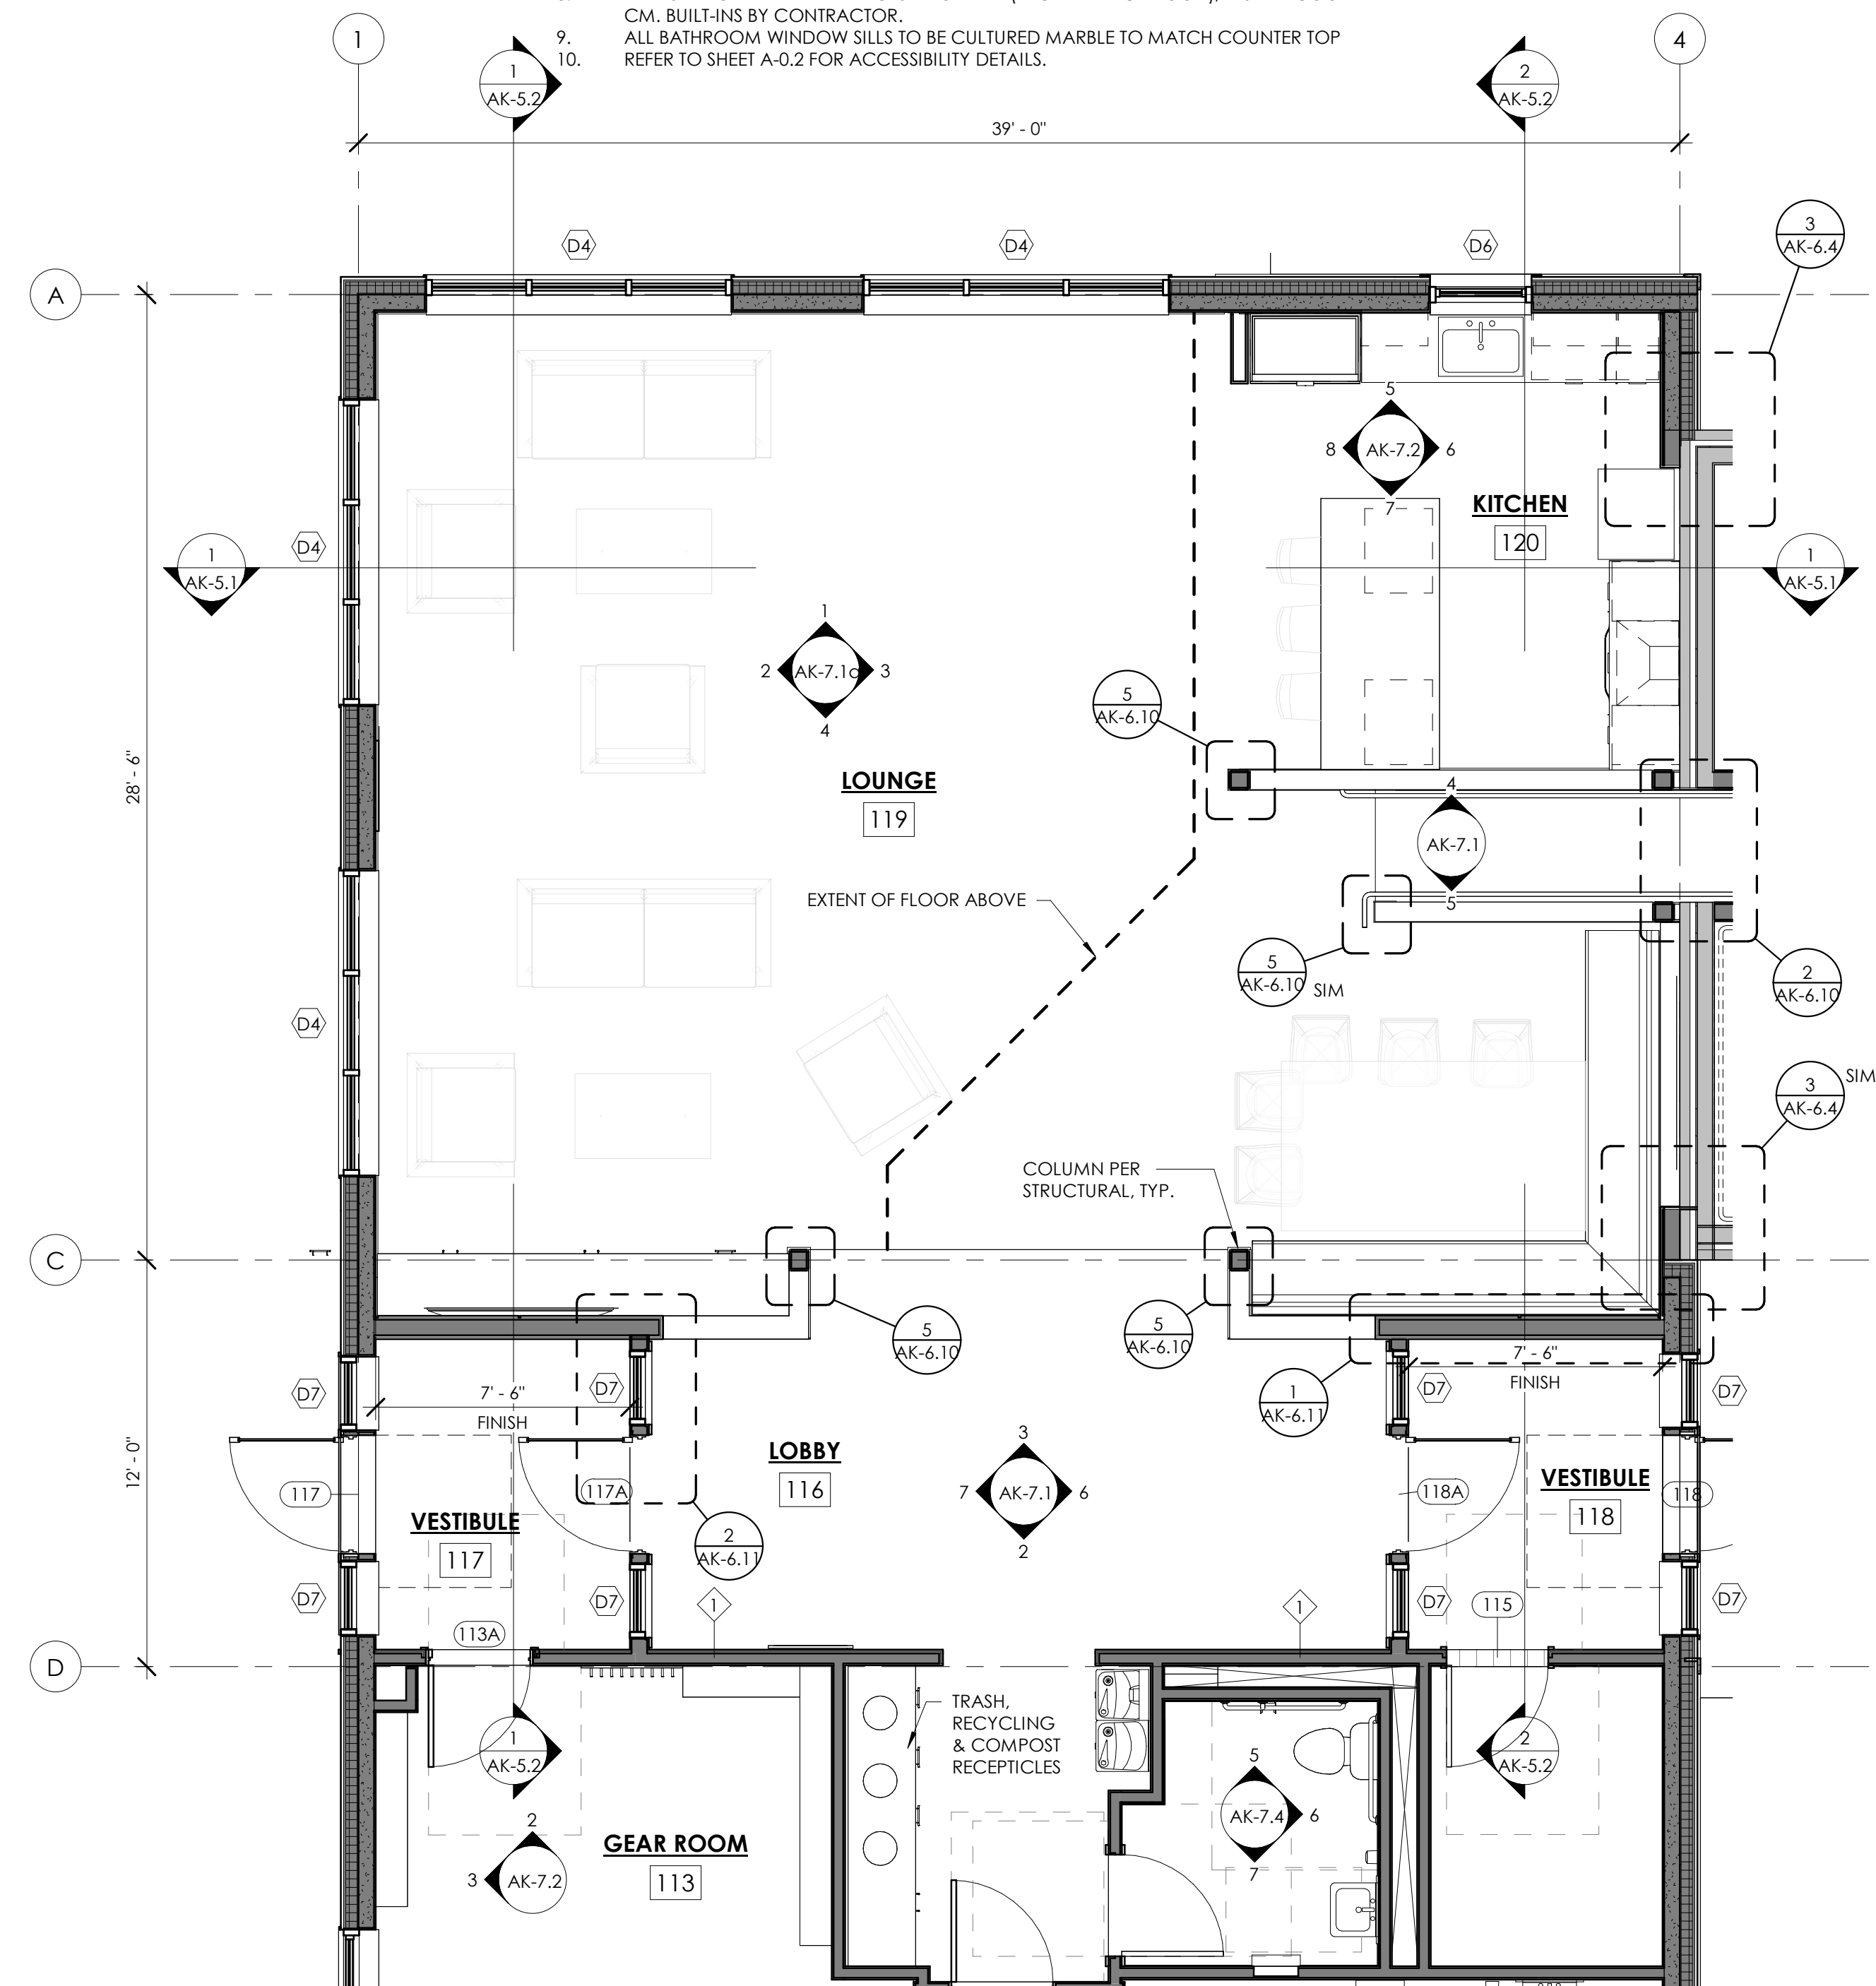 CM. BUILT-INS BY CONTRACTOR.
9. ALL BATHROOM WINDOW SILLS TO BE CULTURED MARBLE TO MATCH COUNTER TOP
10. REFER TO SHEET A-0.2 FOR ACCESSIBILITY DETAILS.
1
4
1
AK-5.2
2
AK-5.2
39' - 0"
3
AK-6.4
D4
D4
D6
A
5
8
AK-7.2
6
7
KITCHEN
120
D4
1
AK-5.1
1
AK-5.1
1
2
AK-7.1a
3
4
5
AK-6.10
28' - 6"
LOUNGE
119
4
AK-7.1
5
EXTENT OF FLOOR ABOVE
5
AK-6.10
SIM
2
AK-6.10
D4
3
AK-6.4
SIM
COLUMN PER
STRUCTURAL, TYP.
C
5
AK-6.10
5
AK-6.10
7' - 6"
FINISH
D7
7' - 6"
FINISH
D7
1
AK-6.11
D7
D7
12' - 0"
LOBBY
116
3
7
AK-7.1
6
2
117
117A
118A
VESTIBULE
118
118
VESTIBULE
117
2
AK-6.11
D7
D7
1
1
D7
115
D7
113A
D
TRASH,
RECYCLING
& COMPOST
RECEPTICLES
1
AK-5.2
2
AK-5.2
5
AK-7.4
6
7
2
3
AK-7.2
GEAR ROOM
113